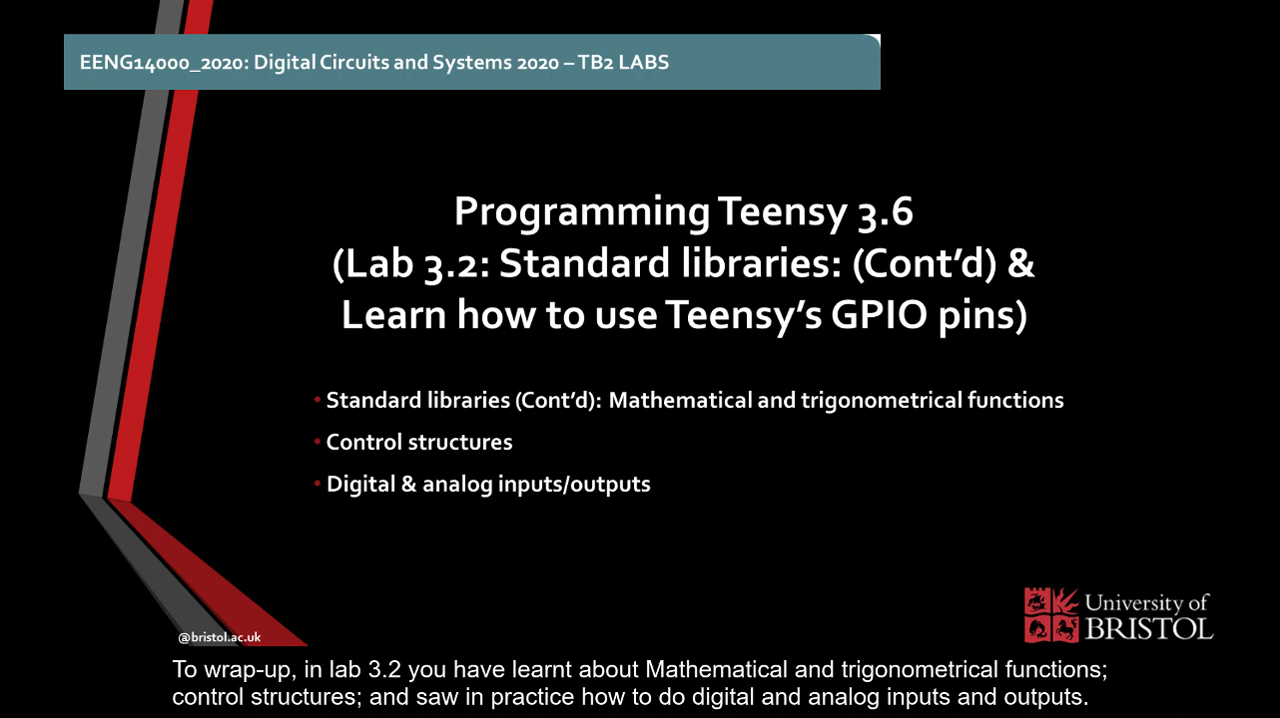 EENG14000_2020: Digital Circuits and Systems 2020 – TB2 LABS
Programming Teensy 3.6
(Lab 3.2: Standard libraries: (Cont’d) &
Learn how to use Teensy’s GPIO pins)
• Standard libraries (Cont’d): Mathematical and trigonometrical functions
• Control structures
• Digital & analog inputs/outputs
University of
BRISTOL
@bristol.ac.uk
To wrap-up, in lab 3.2 you have learnt about Mathematical and trigonometrical functions;
control structures; and saw in practice how to do digital and analog inputs and outputs.